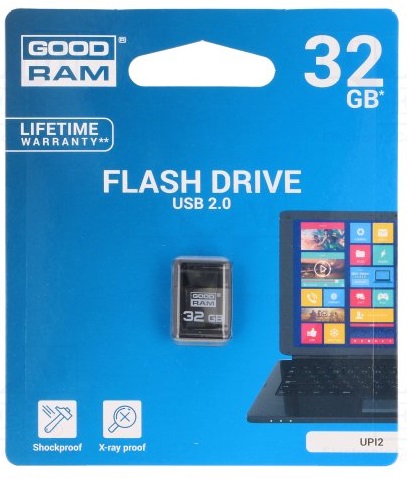 GOOD
RAM®
32
GB*
LIFETIME
WARRANTY**
FLASH DRIVE
USB 2.0
GOOD
RAM
32 GB
Shockproof
X-ray proof
UPI2